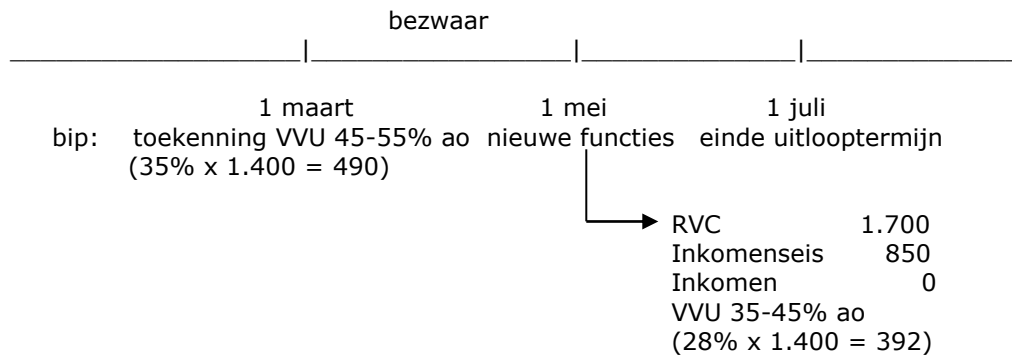 bezwaar
1 maart 1 mei 1 juli
bip: toekenning VVU 45-55% ao nieuwe functies einde uitlooptermijn
(35% x 1.400 = 490)
RVC 1.700
Inkomenseis 850
Inkomen 0
VVU 35-45% ao
(28% x 1.400 = 392)